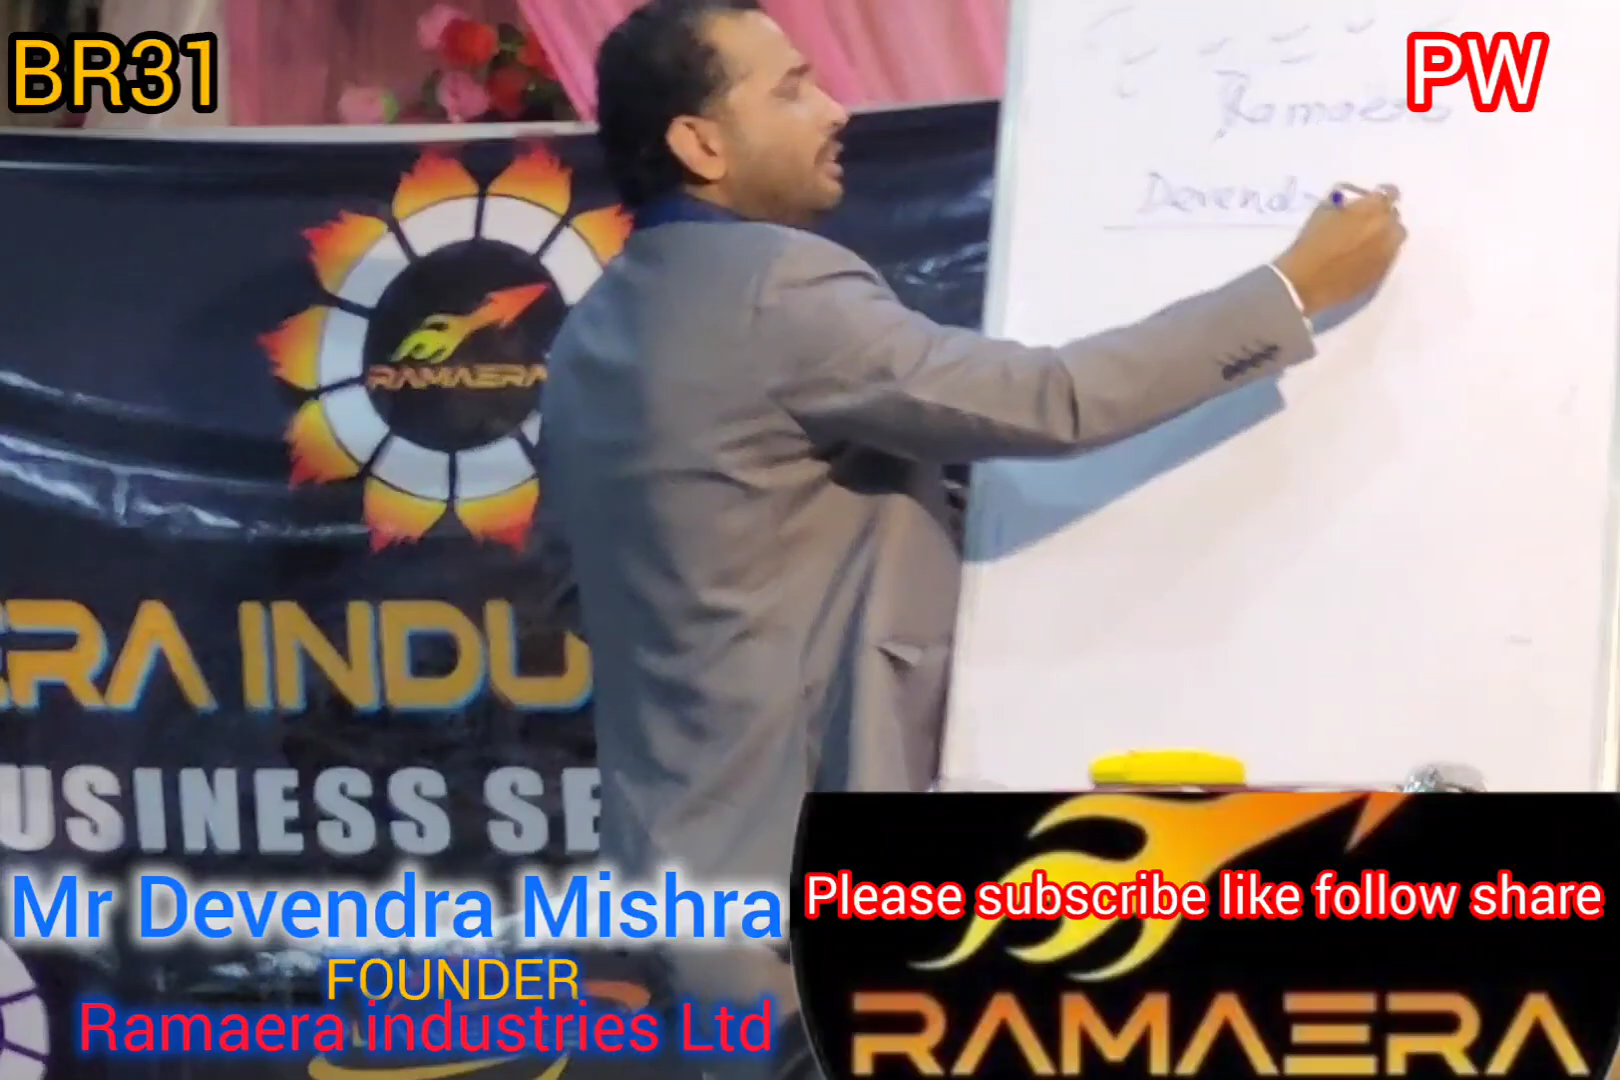 BR31
PW
Ramaera
Devendr
RAMAERA
ERA INDU
USINESS SE
Mr Devendra Mishra
Please subscribe like follow share
FOUNDER
Ramaera industries Ltd
RAMAERA